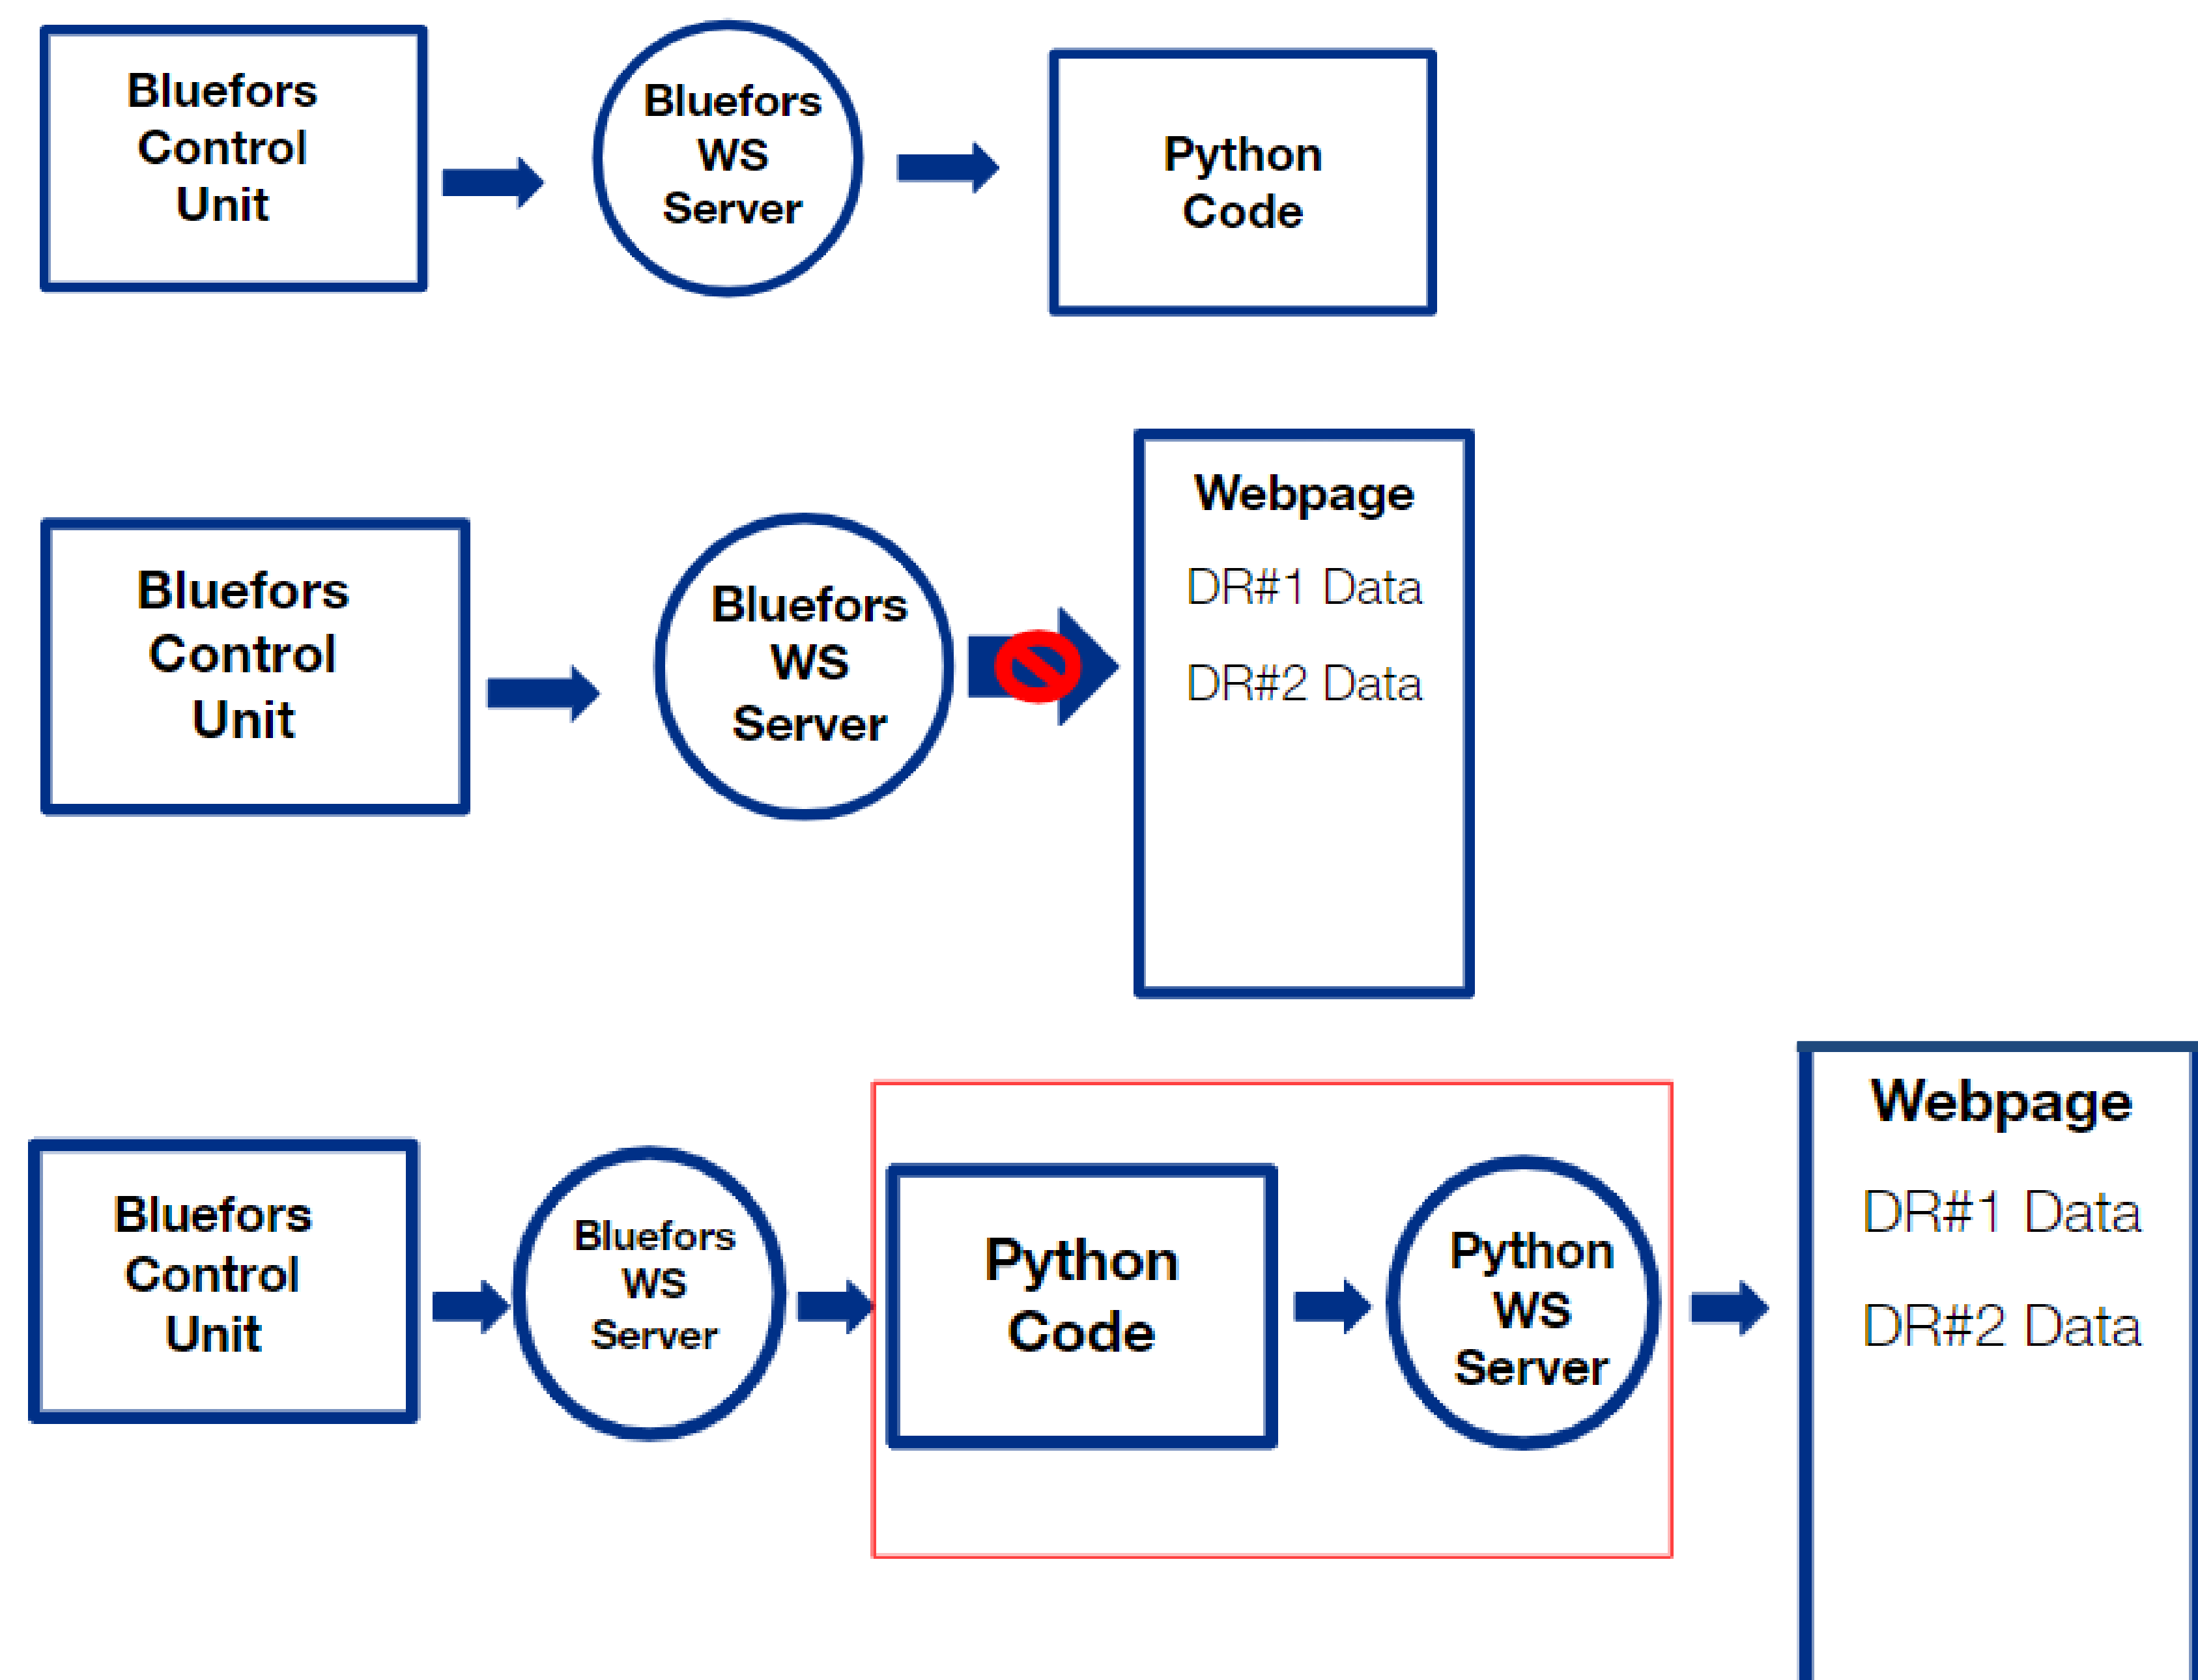 Bluefors
Control
Unit
Bluefors
WS
Server
Python
Code
Bluefors
Control
Unit
Bluefors
WS
Server
Webpage
DR#1 Data
DR#2 Data
Bluefors
Control
Unit
Bluefors
WS
Server
Python
Code
Python
WS
Server
Webpage
DR#1 Data
DR#2 Data